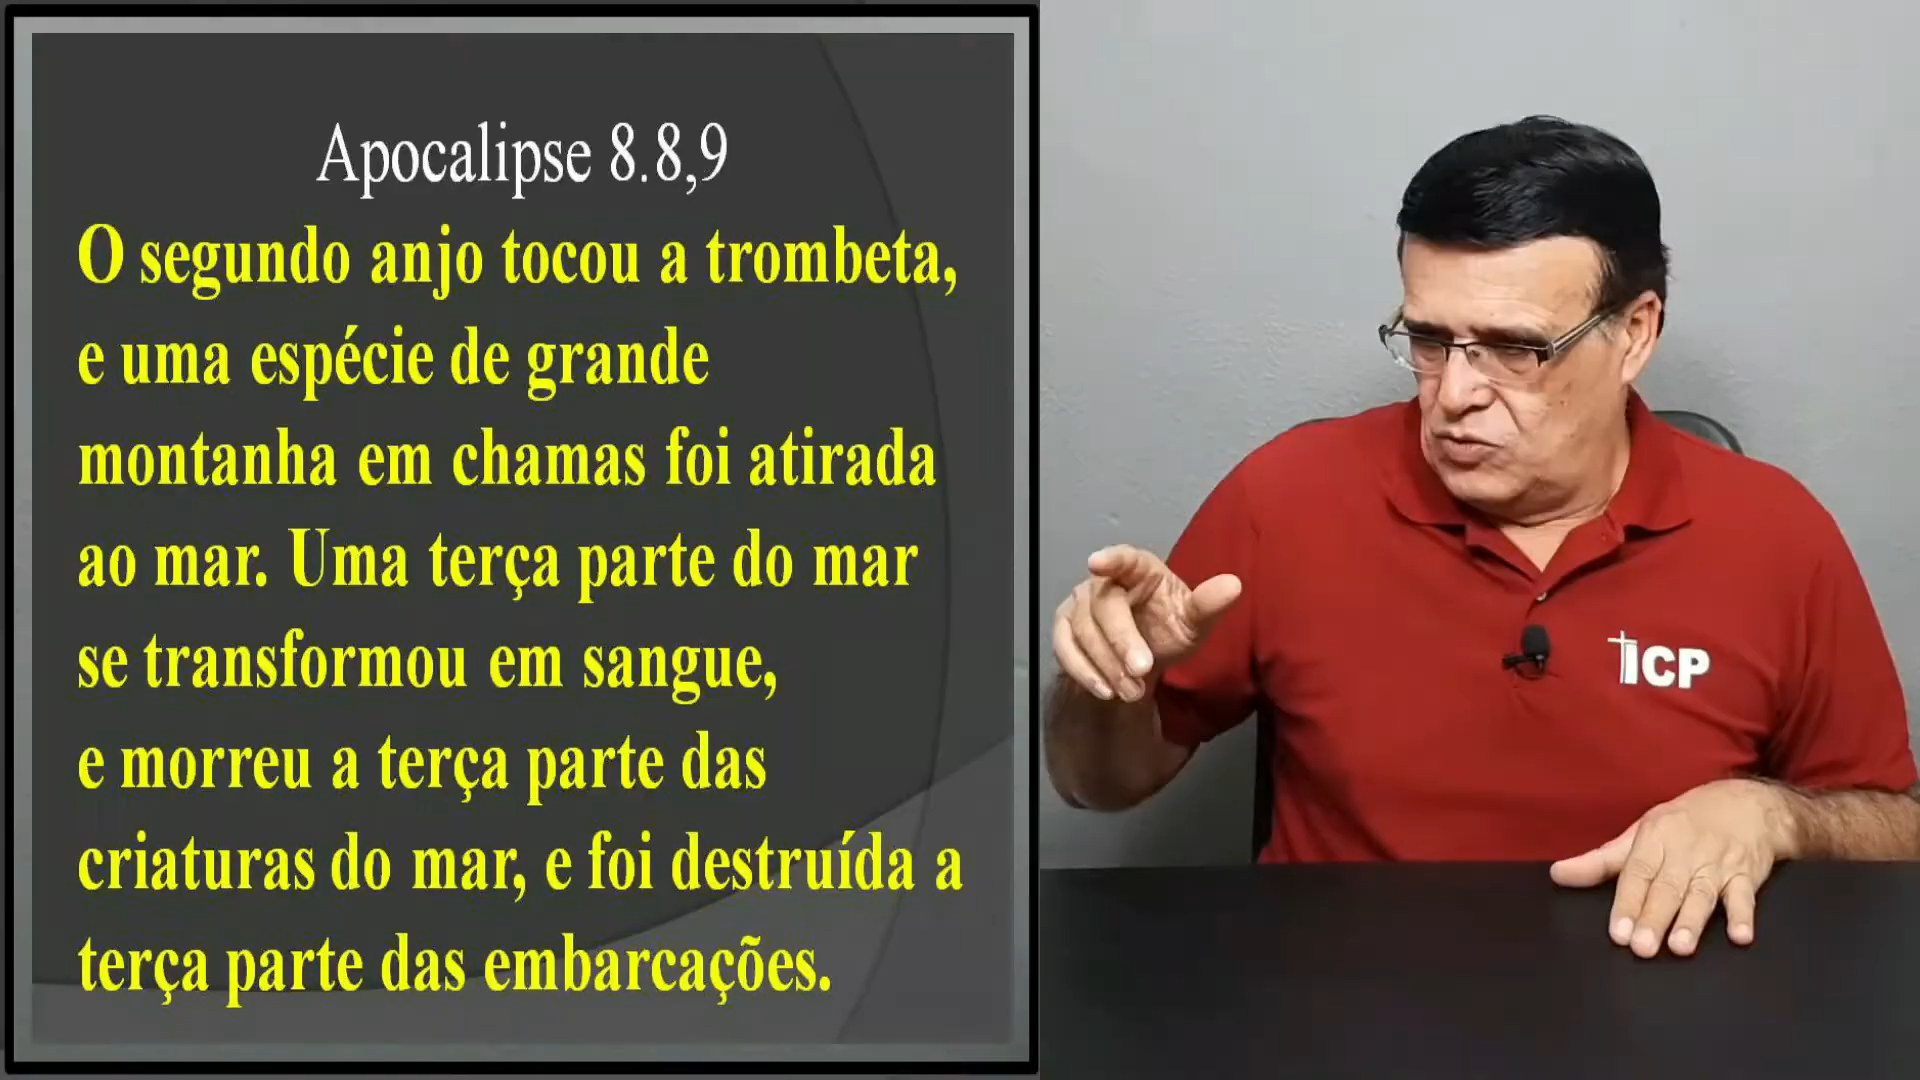 Apocalipse 8.8,9
O segundo anjo tocou a trombeta,
e uma espécie de grande
montanha em chamas foi atirada
ao mar. Uma terça parte do mar
se transformou em sangue,
e morreu a terça parte das
criaturas do mar, e foi destruída a
terça parte das embarcações.
ICP